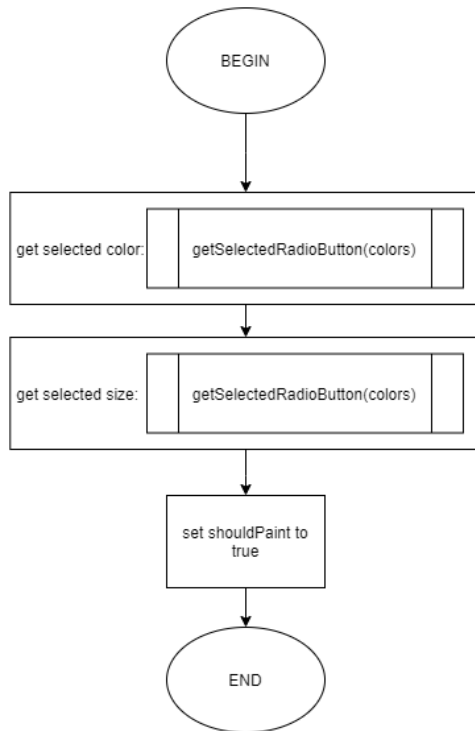 BEGIN
get selected color: getSelectedRadioButton(colors)
get selected size: getSelectedRadioButton(colors)
set shouldPaint to
true
END